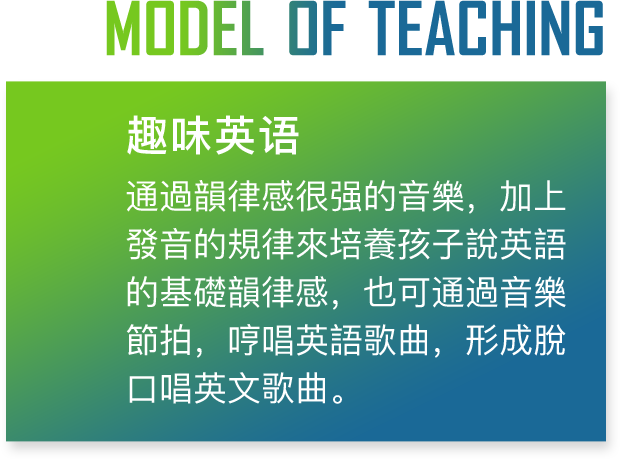 MODEL OF TEACHING
趣味英语
通過韻律感很强的音樂，加上
發音的規律來培養孩子說英語
的基礎韻律感，也可通過音樂
節拍，哼唱英語歌曲，形成脫
口唱英文歌曲。